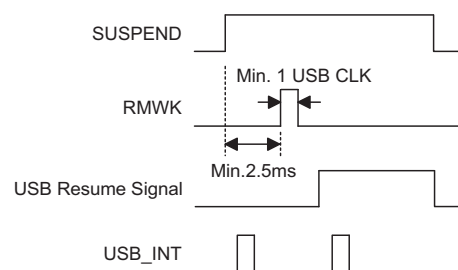 SUSPEND
Min. 1 USB CLK
RMWK
Min.2.5ms
USB Resume Signal
USB_INT